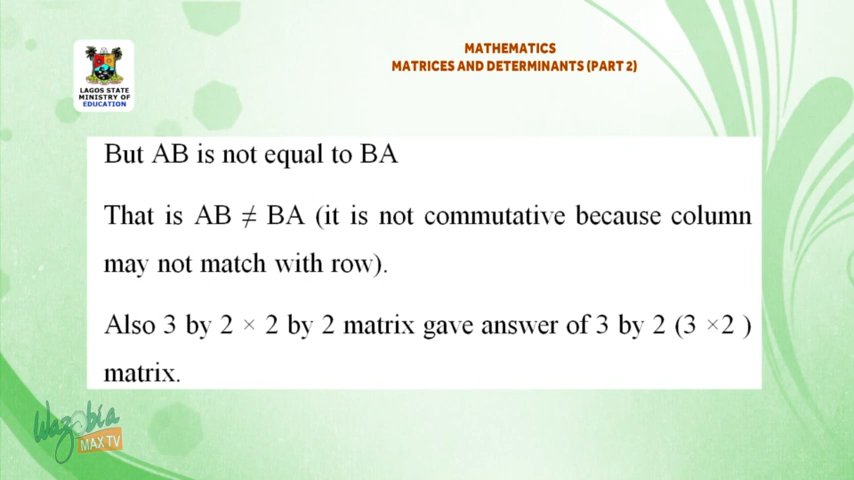 MATHEMATICS
MATRICES AND DETERMINANTS (PART 2)
LAGOS STATE
MINISTRY OF
EDUCATION
But AB is not equal to BA
That is AB ≠ BA (it is not commutative because column
may not match with row).
Also 3 by 2 × 2 by 2 matrix gave answer of 3 by 2 (3 ×2 )
matrix.
Wazobia
MAX TV